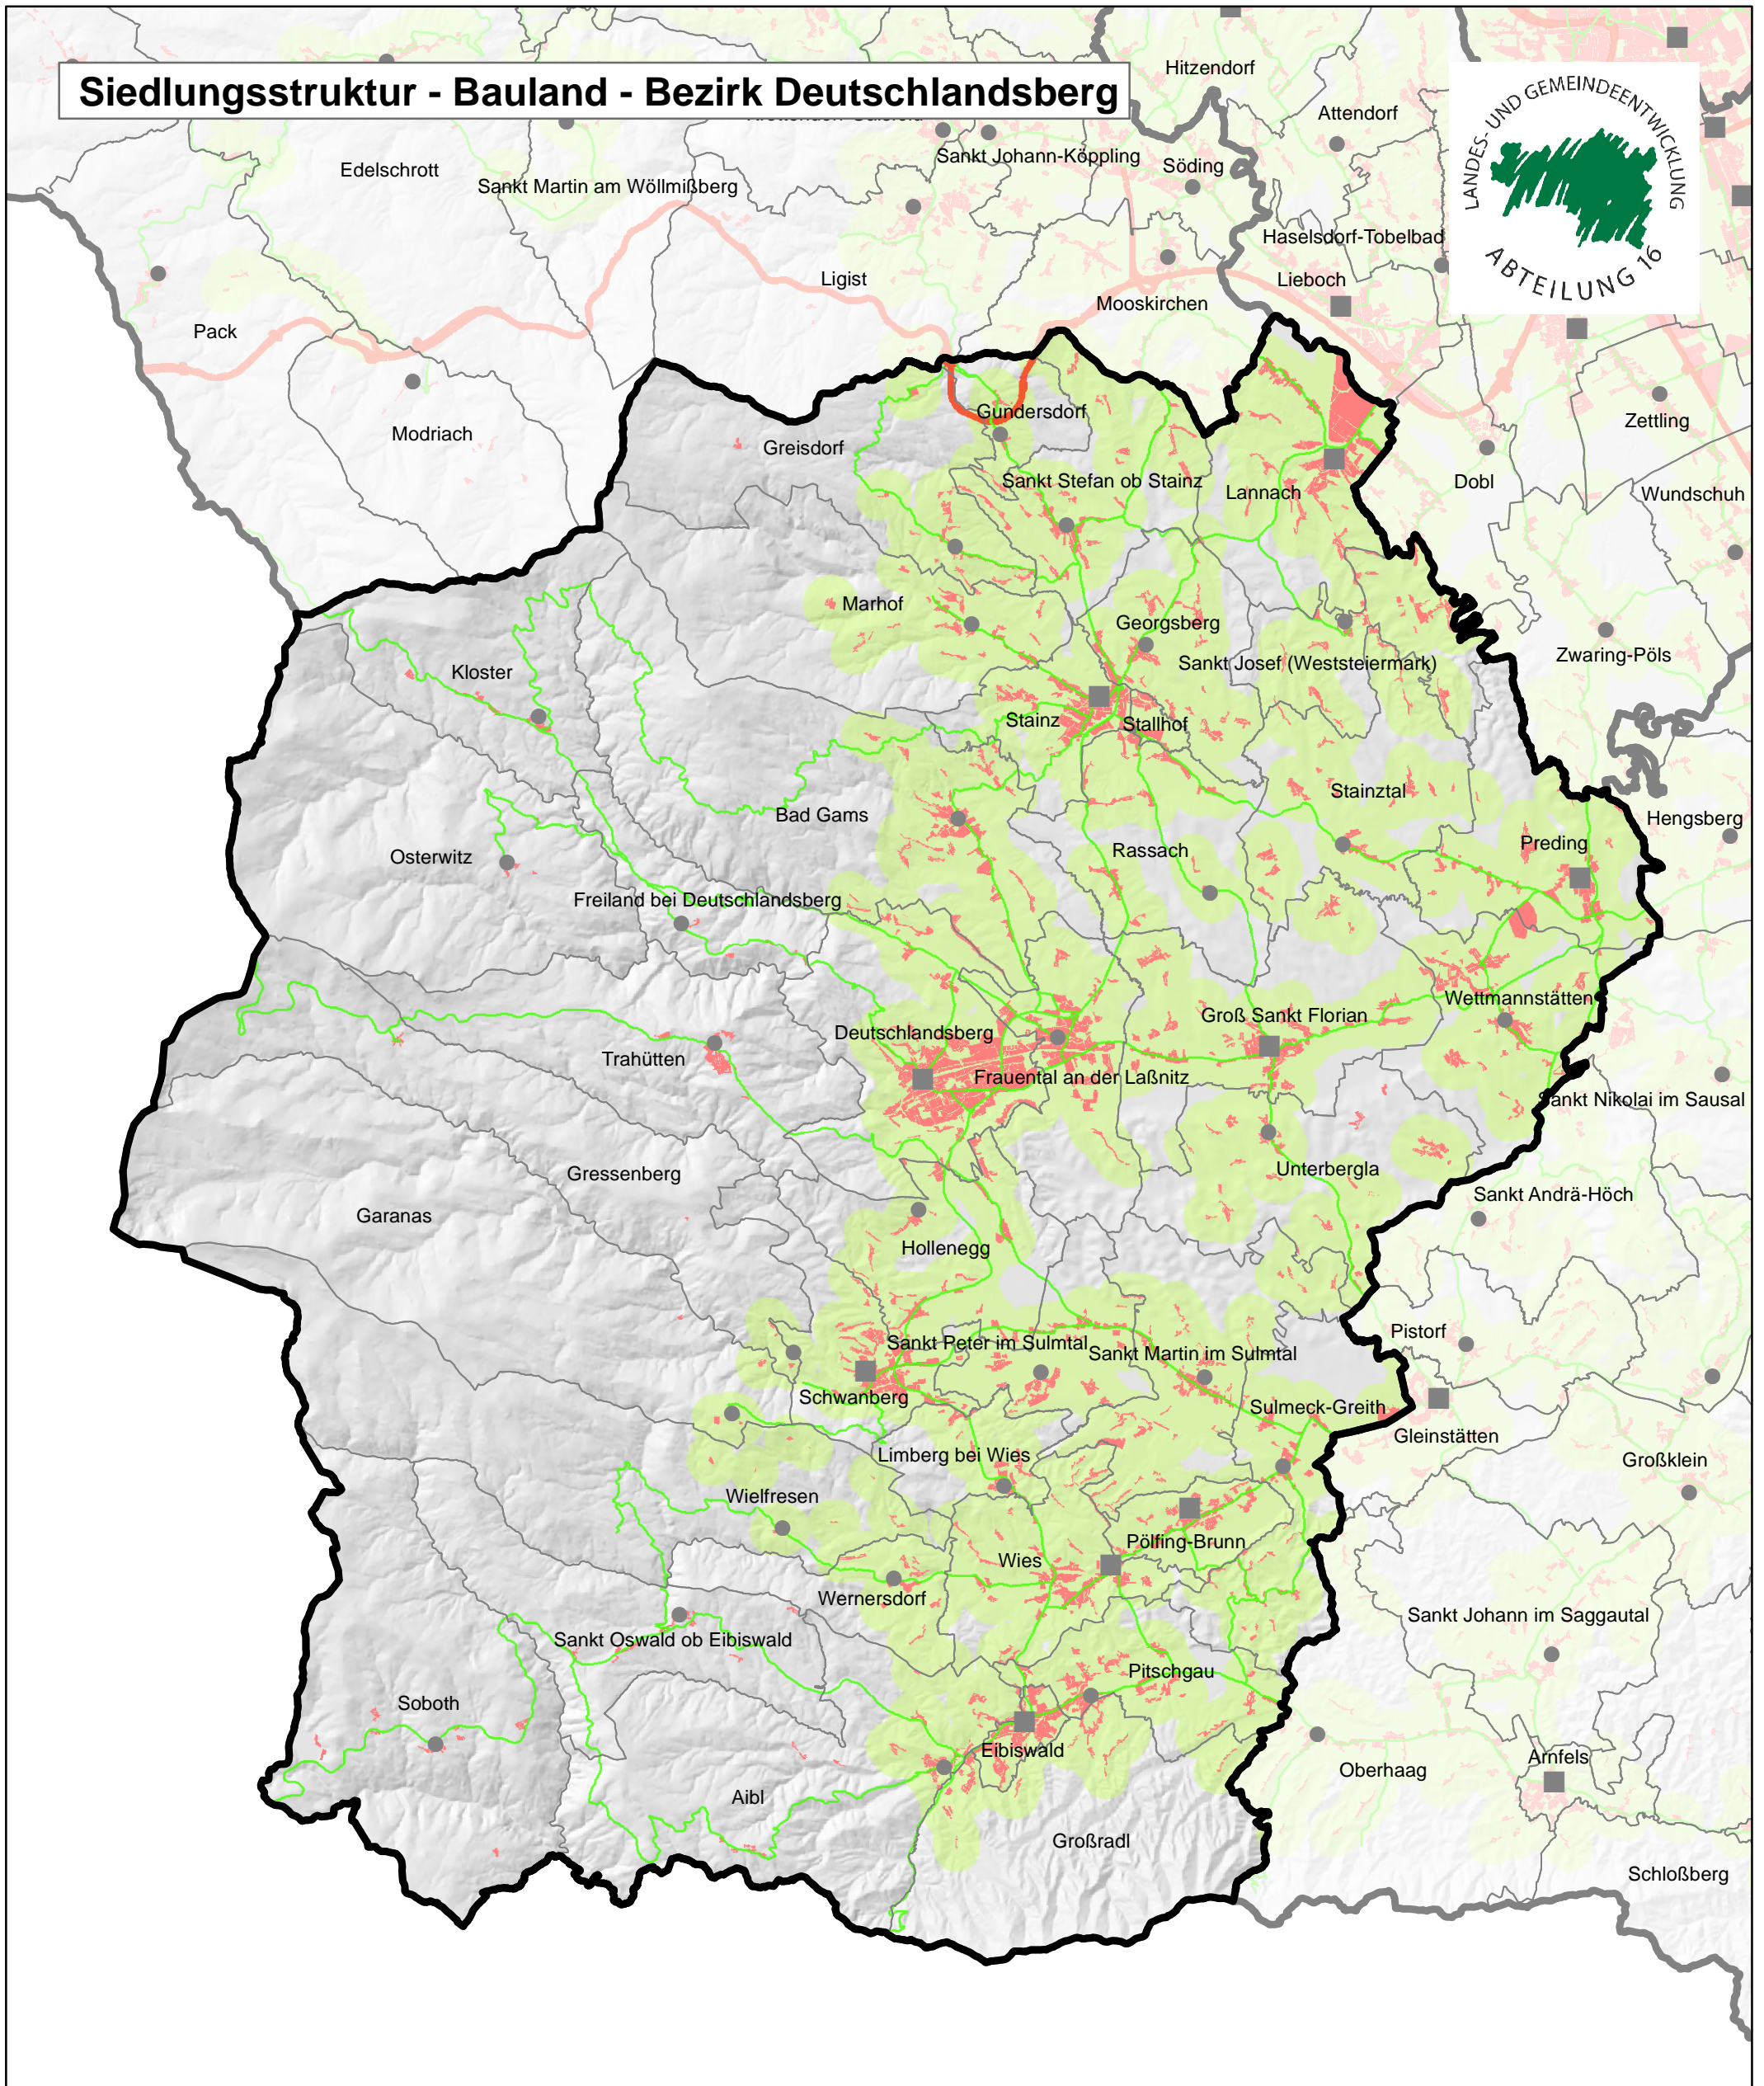 Siedlungsstruktur - Bauland - Bezirk Deutschlandsberg
LANDES- UND GEMEINDEENTWICKLUNG
ABTEILUNG 16
Hitzendorf
Attendorf
Sankt Johann-Köppling
Söding
Edelschrott
Sankt Martin am Wöllmißberg
Haselsdorf-Tobelbad
Ligist
Lieboch
Mooskirchen
Pack
Modriach
Gundersdorf
Zettling
Greisdorf
Sankt Stefan ob Stainz
Lannach
Dobl
Wundschuh
Marhof
Georgsberg
Sankt Josef (Weststeiermark)
Zwaring-Pöls
Kloster
Stainz
Stallhof
Stainztal
Bad Gams
Hengsberg
Preding
Rassach
Osterwitz
Freiland bei Deutschlandsberg
Wettmannstätten
Groß Sankt Florian
Deutschlandsberg
Trahütten
Frauental an der Laßnitz
Sankt Nikolai im Sausal
Gressenberg
Unterbergla
Sankt Andrä-Höch
Garanas
Hollenegg
Pistorf
Sankt Peter im Sulmtal
Sankt Martin im Sulmtal
Schwanberg
Sulmeck-Greith
Gleinstätten
Limberg bei Wies
Großklein
Wielfresen
Pölfing-Brunn
Wies
Wernersdorf
Sankt Johann im Saggautal
Sankt Oswald ob Eibiswald
Pitschgau
Soboth
Eibiswald
Arnfels
Oberhaag
Aibl
Großradl
Schloßberg